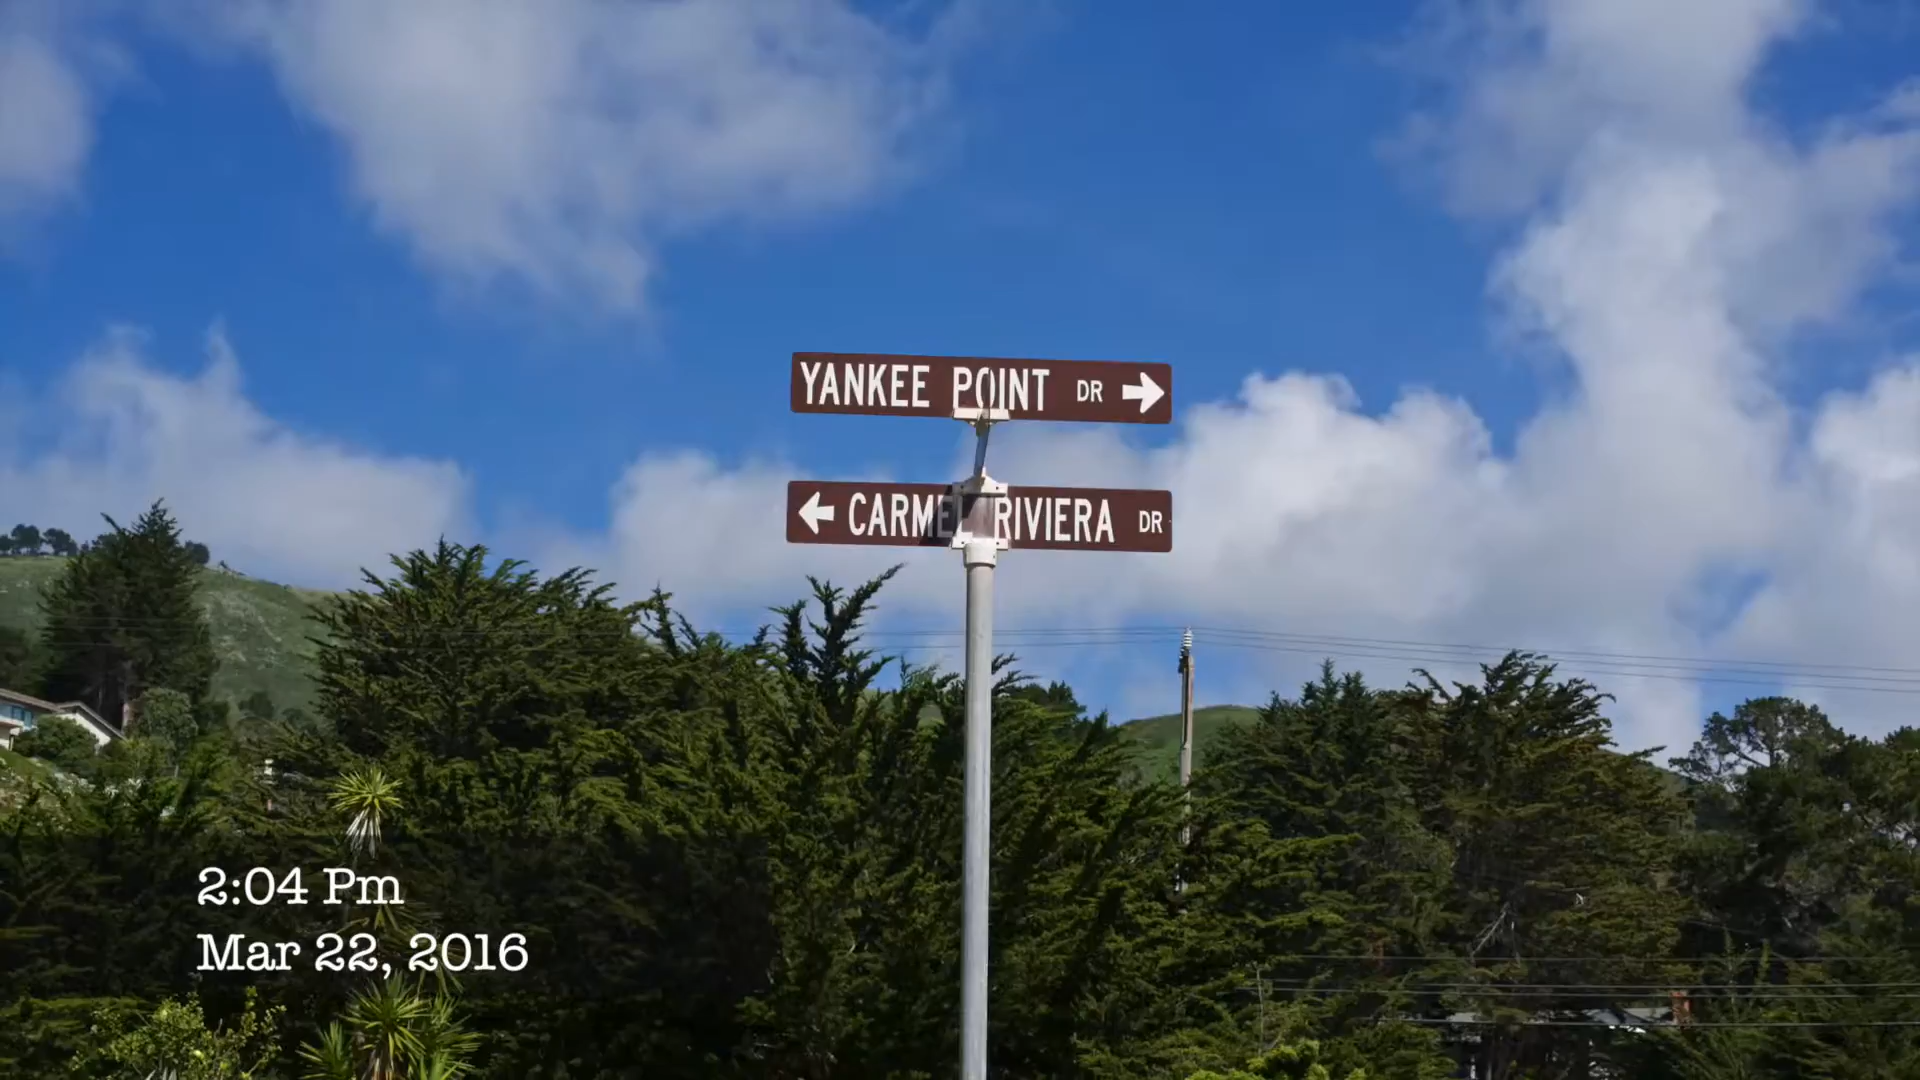 YANKEE POINT DR →
← CARMEL RIVIERA DR
2:04 Pm
Mar 22, 2016